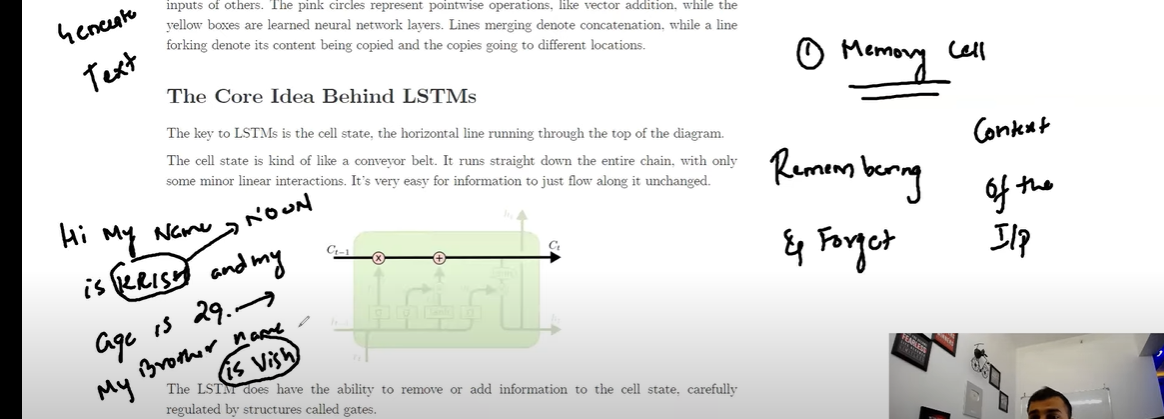 inputs of others. The pink circles represent pointwise operations, like vector addition, while the
yellow boxes are learned neural network layers. Lines merging denote concatenation, while a line
forking denote its content being copied and the copies going to different locations.
Generate
Text
① Memory Cell
The Core Idea Behind LSTMs
The key to LSTMs is the cell state, the horizontal line running through the top of the diagram.
The cell state is kind of like a conveyor belt. It runs straight down the entire chain, with only
some minor linear interactions. It's very easy for information to just flow along it unchanged.
Remembering
& Forget
Context
of the
I/p
Hi My Name → NOUN
is KRISH and my
age is 29. →
My Brother name
is Vish
C_{t-1}
C_t
The LSTM does have the ability to remove or add information to the cell state, carefully
regulated by structures called gates.